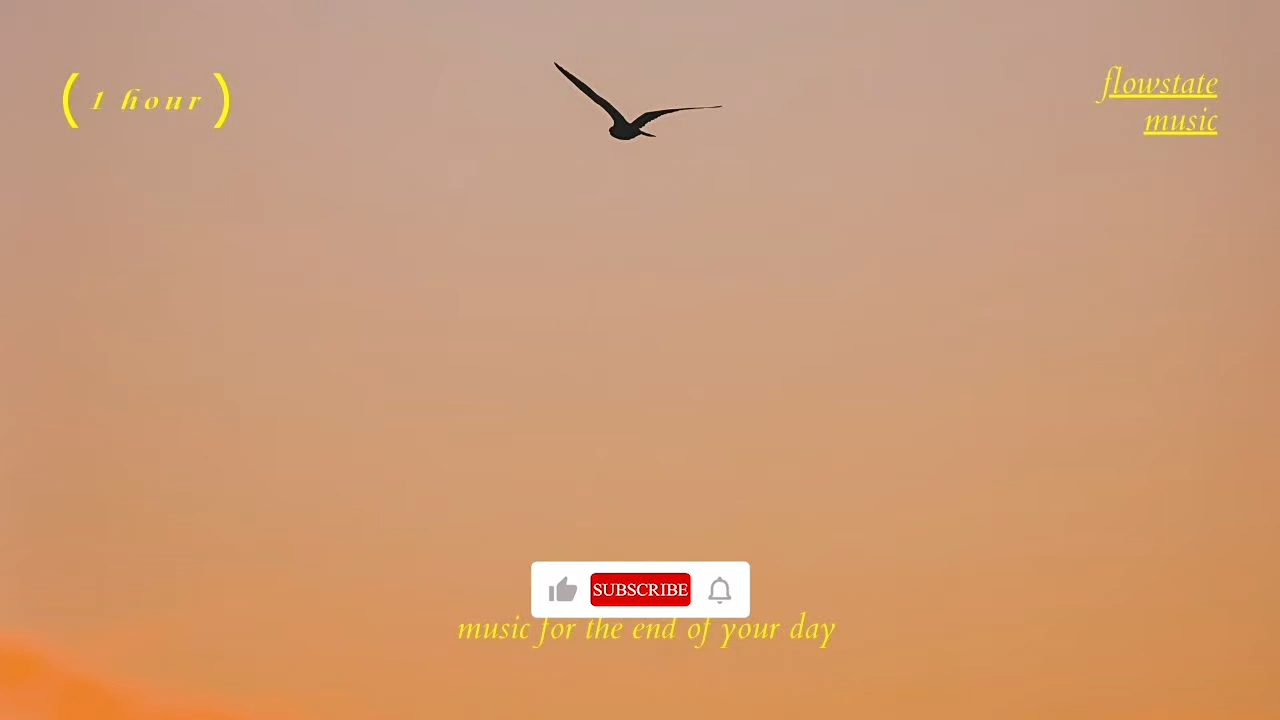 ( 1 hour )
flowstate
music
SUBSCRIBE
music for the end of your day